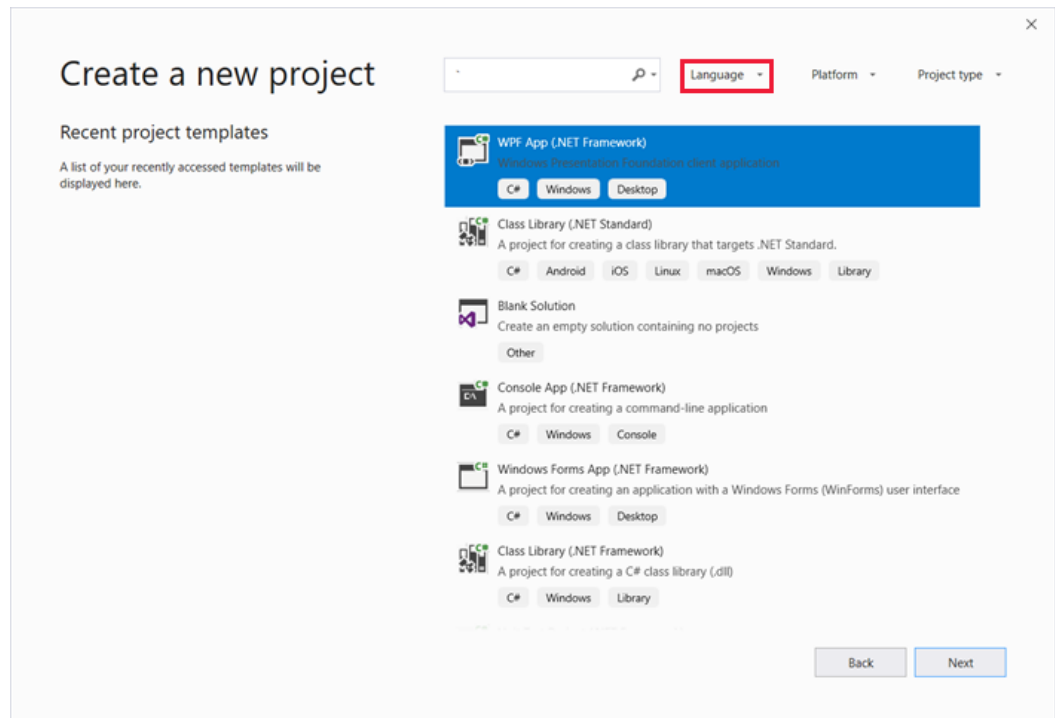 Create a new project
Language
Platform
Project type
Recent project templates
A list of your recently accessed templates will be
displayed here.
WPF App (.NET Framework)
Windows Presentation Foundation client application
C# Windows Desktop
Class Library (.NET Standard)
A project for creating a class library that targets .NET Standard.
C# Android iOS Linux macOS Windows Library
Blank Solution
Create an empty solution containing no projects
Other
Console App (.NET Framework)
A project for creating a command-line application
C# Windows Console
Windows Forms App (.NET Framework)
A project for creating an application with a Windows Forms (WinForms) user interface
C# Windows Desktop
Class Library (.NET Framework)
A project for creating a C# class library (.dll)
C# Windows Library
Back
Next